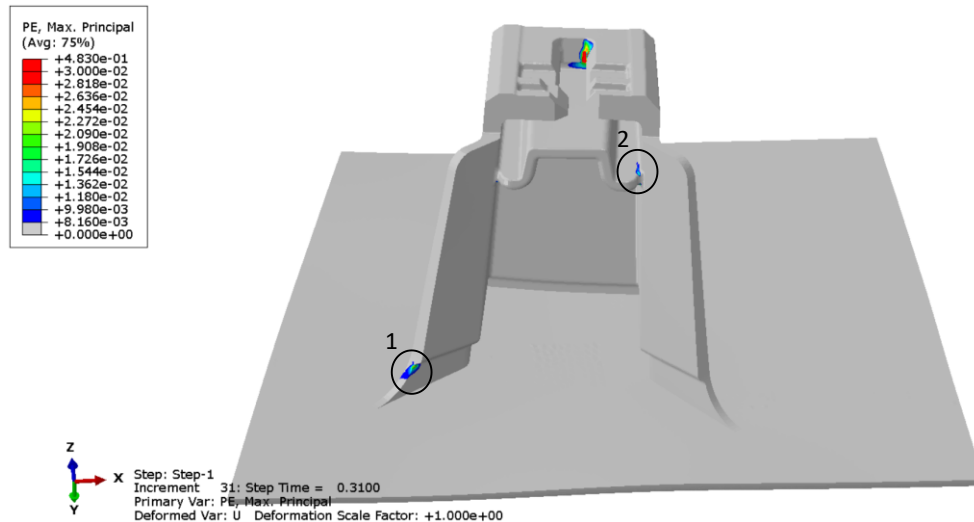 PE, Max. Principal
(Avg: 75%)
+4.830e-01
+3.000e-02
+2.818e-02
+2.636e-02
+2.454e-02
+2.272e-02
+2.090e-02
+1.908e-02
+1.726e-02
+1.544e-02
+1.362e-02
+1.180e-02
+9.980e-03
+8.160e-03
+0.000e+00
2
1
Z
X
Y
Step: Step-1
Increment 31: Step Time = 0.3100
Primary Var: PE, Max. Principal
Deformed Var: U Deformation Scale Factor: +1.000e+00